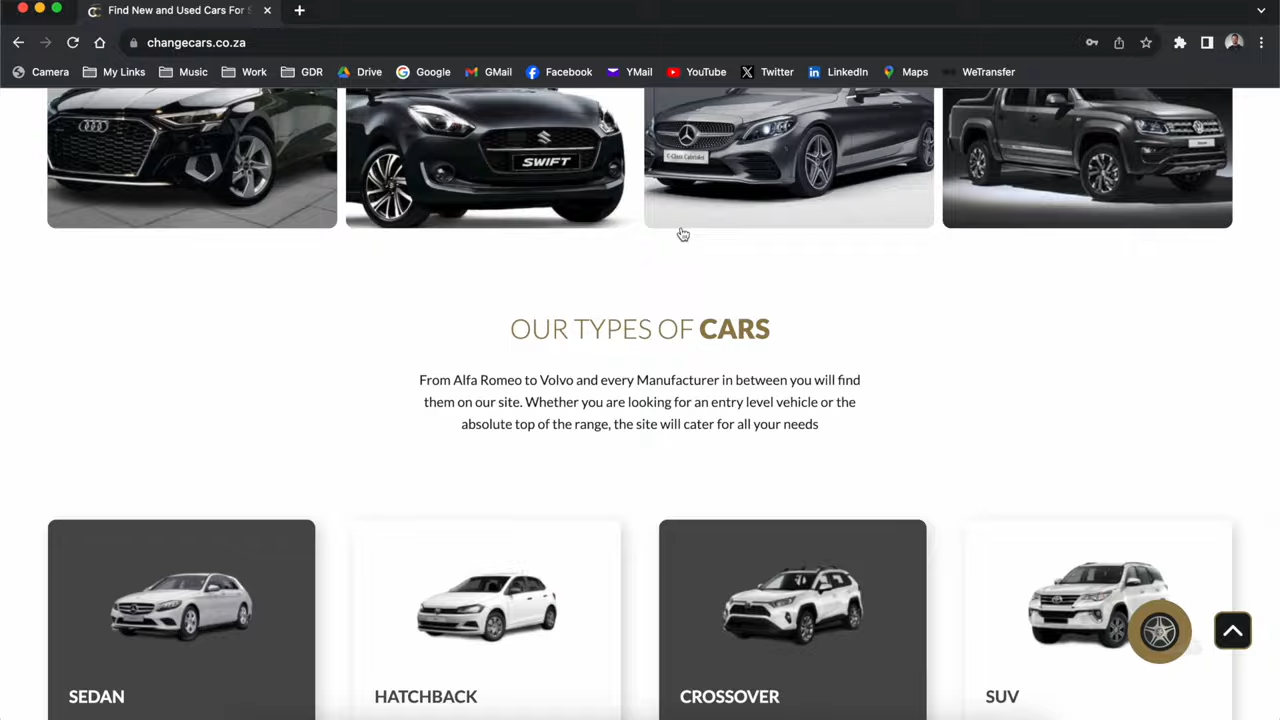 Find New and Used Cars For S
changecars.co.za
Camera My Links Music Work GDR Drive Google GMail Facebook YMail YouTube Twitter LinkedIn Maps WeTransfer
SWIFT
C-Class Cabriolet
OUR TYPES OF CARS
From Alfa Romeo to Volvo and every Manufacturer in between you will find
them on our site. Whether you are looking for an entry level vehicle or the
absolute top of the range, the site will cater for all your needs
SEDAN
HATCHBACK
CROSSOVER
SUV